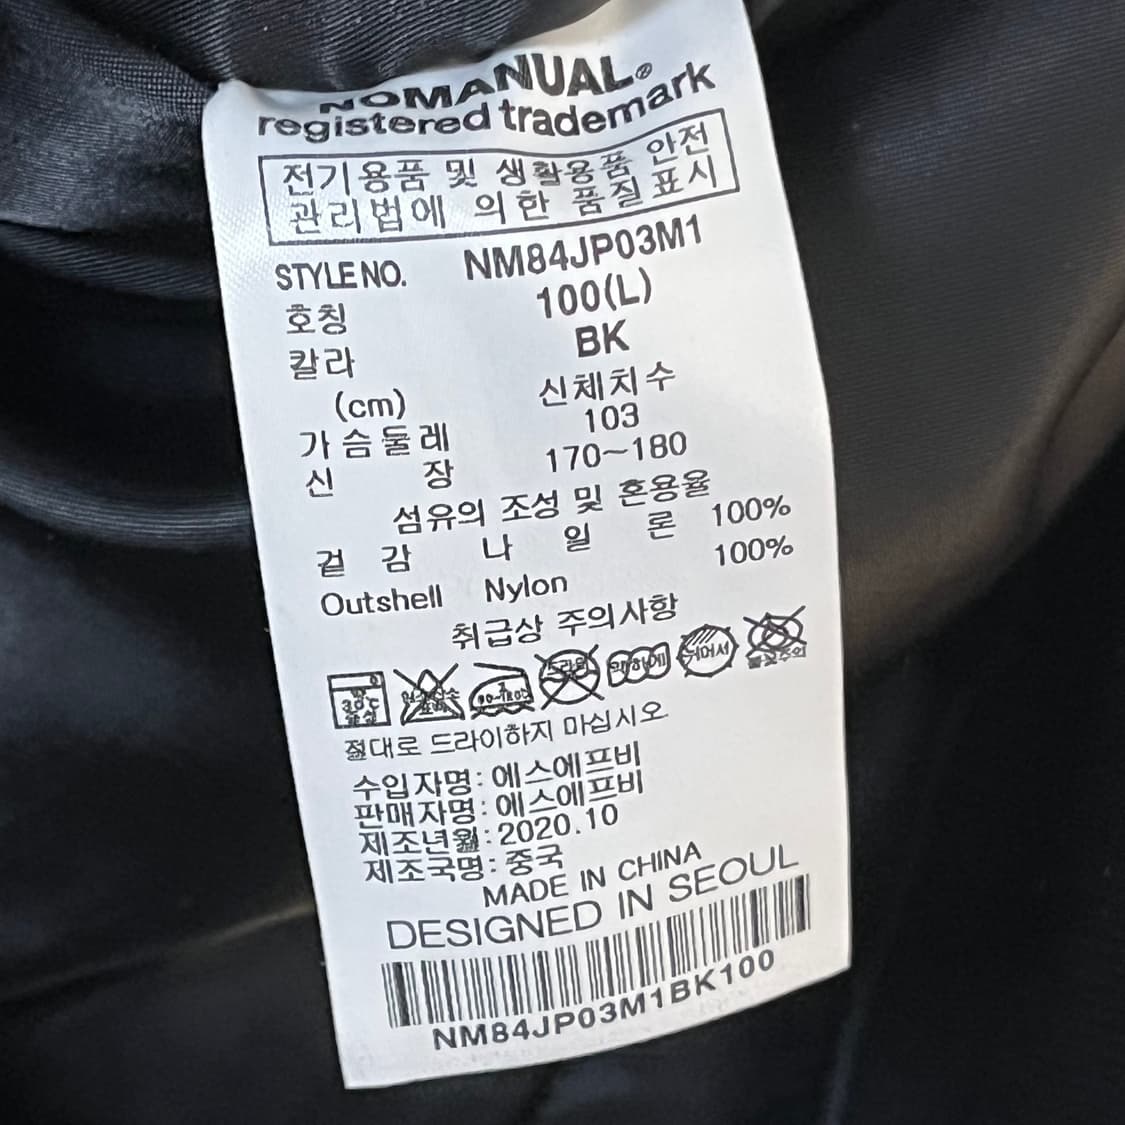 NOMANUAL®
registered trademark
전기용품 및 생활용품 안전
관리법에 의한 품질표시
STYLE NO. NM84JP03M1
호칭 100(L)
칼라 BK
(cm) 신체치수
가슴둘레 103
신장 170~180
섬유의 조성 및 혼용율
겉감 나일론 100%
Outshell Nylon 100%
취급상 주의사항
절대로 드라이하지 마십시오
수입자명:에스에프비
판매자명:에스에프비
제조년월:2020.10
제조국명:중국
MADE IN CHINA
DESIGNED IN SEOUL
NM84JP03M1BK100